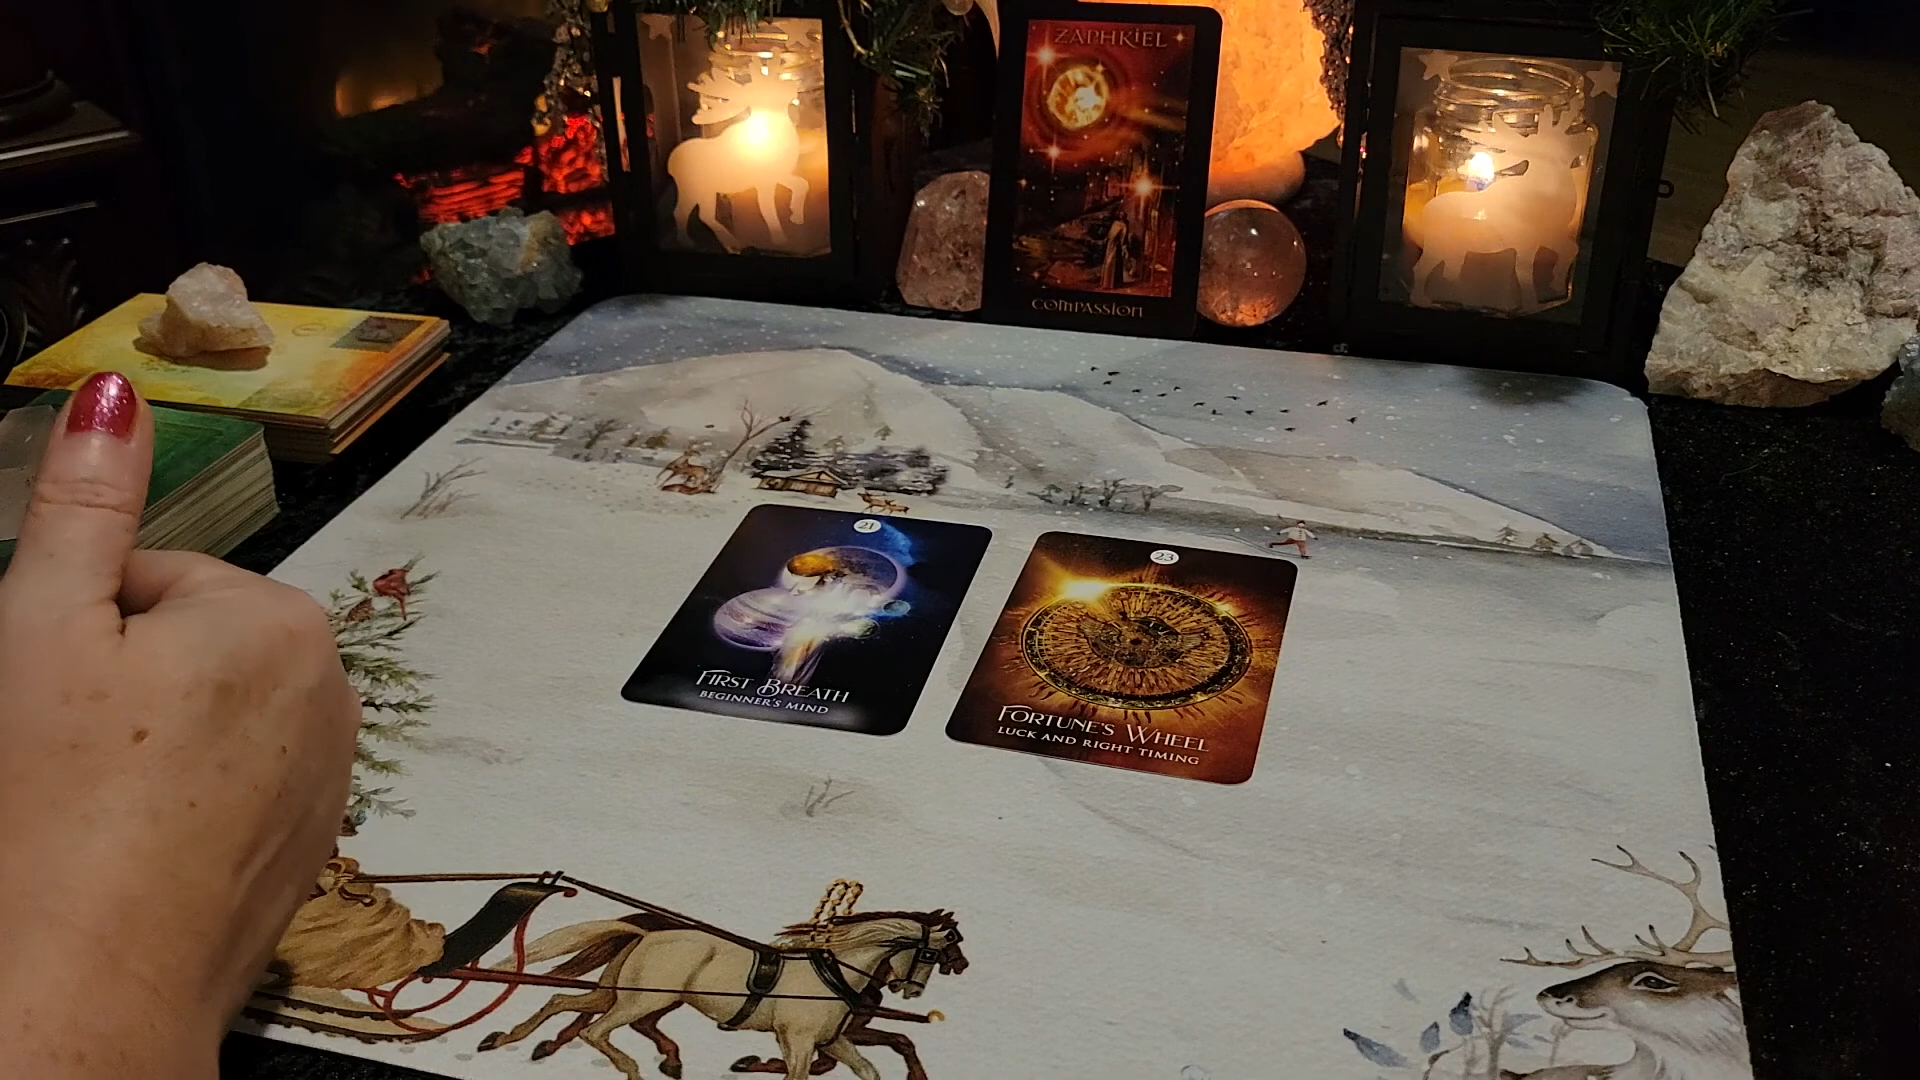 ZAPHKIEL
COMPASSION
21
FIRST BREATH
BEGINNER'S MIND
23
FORTUNE'S WHEEL
LUCK AND RIGHT TIMING